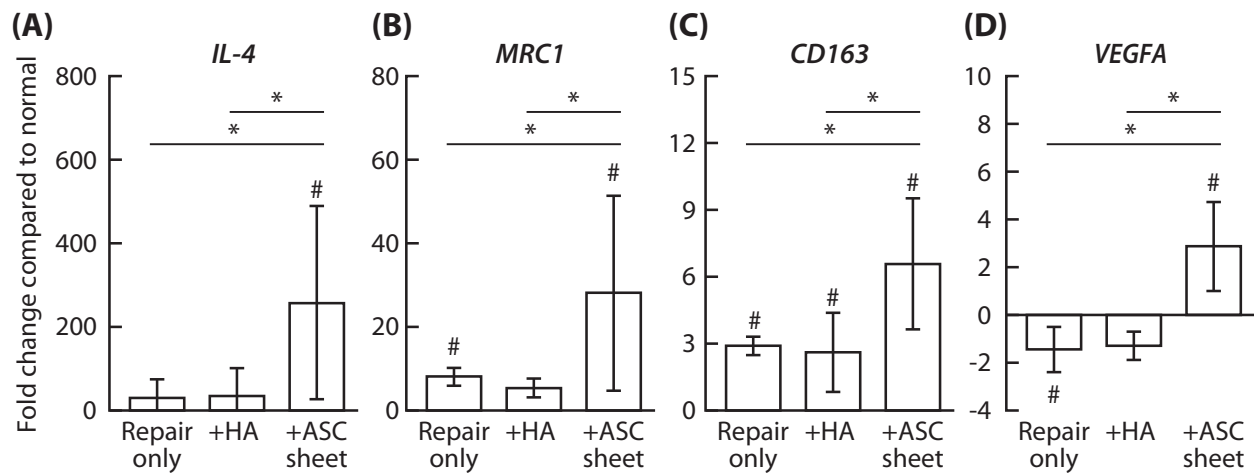 (A)
IL-4
Fold change compared to normal
800
600
400
200
0
*
*
#
Repair only
+HA
+ASC sheet
(B)
MRC1
80
60
40
20
0
*
*
#
#
Repair only
+HA
+ASC sheet
(C)
CD163
15
12
9
6
3
0
*
*
#
#
#
Repair only
+HA
+ASC sheet
(D)
VEGFA
10
8
6
4
2
0
-2
-4
*
*
#
#
Repair only
+HA
+ASC sheet